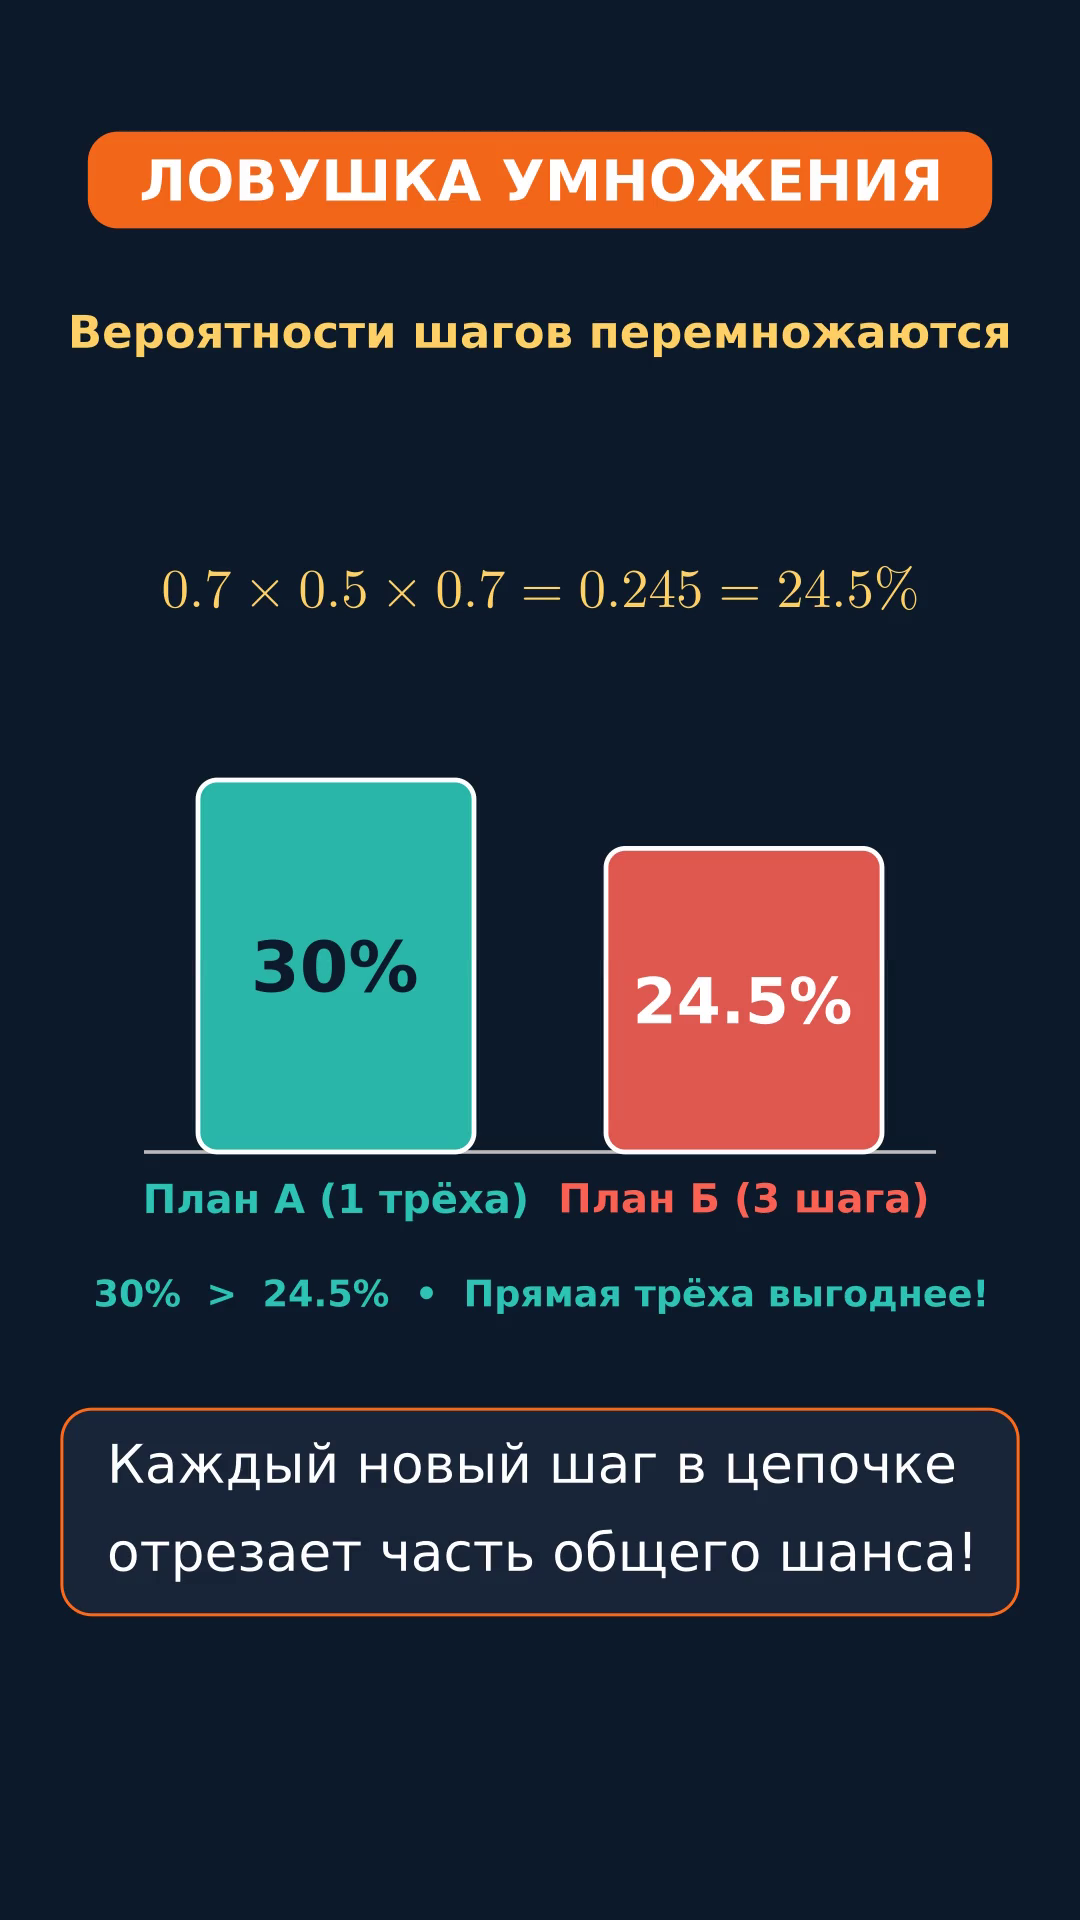 ЛОВУШКА УМНОЖЕНИЯ
Вероятности шагов перемножаются
0.7 × 0.5 × 0.7 = 0.245 = 24.5%
30%
24.5%
План А (1 трёха)
План Б (3 шага)
30% > 24.5% • Прямая трёха выгоднее!
Каждый новый шаг в цепочке
отрезает часть общего шанса!